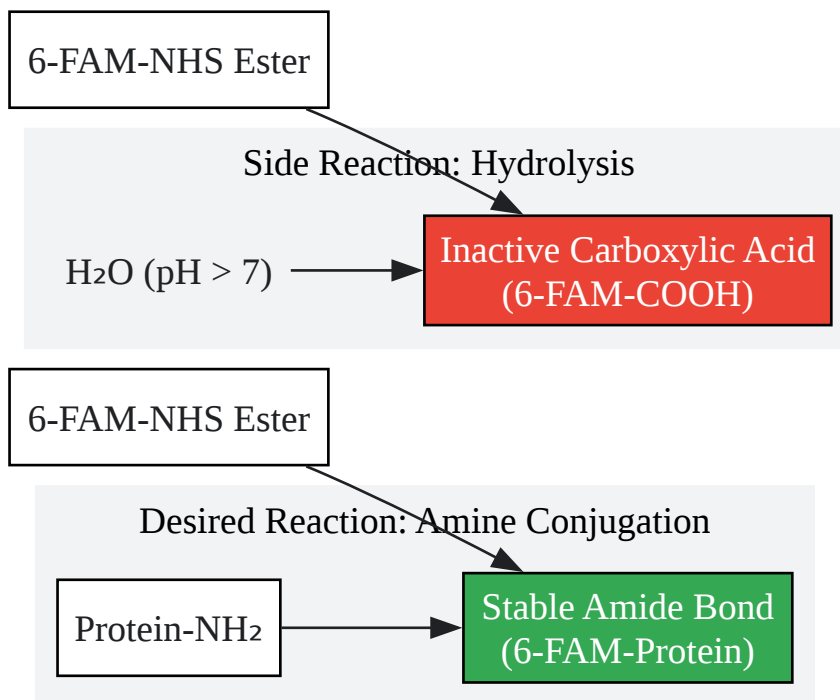 6-FAM-NHS Ester
Side Reaction: Hydrolysis
H₂O (pH > 7)
Inactive Carboxylic Acid
(6-FAM-COOH)
6-FAM-NHS Ester
Desired Reaction: Amine Conjugation
Protein-NH₂
Stable Amide Bond
(6-FAM-Protein)